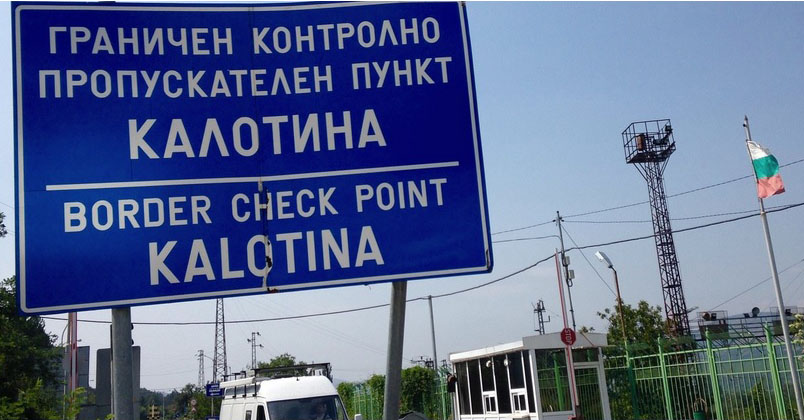 ГРАНИЧЕН КОНТРОЛНО
ПРОПУСКАТЕЛЕН ПУНКТ
КАЛОТИНА
BORDER CHECK POINT
KALOTINA